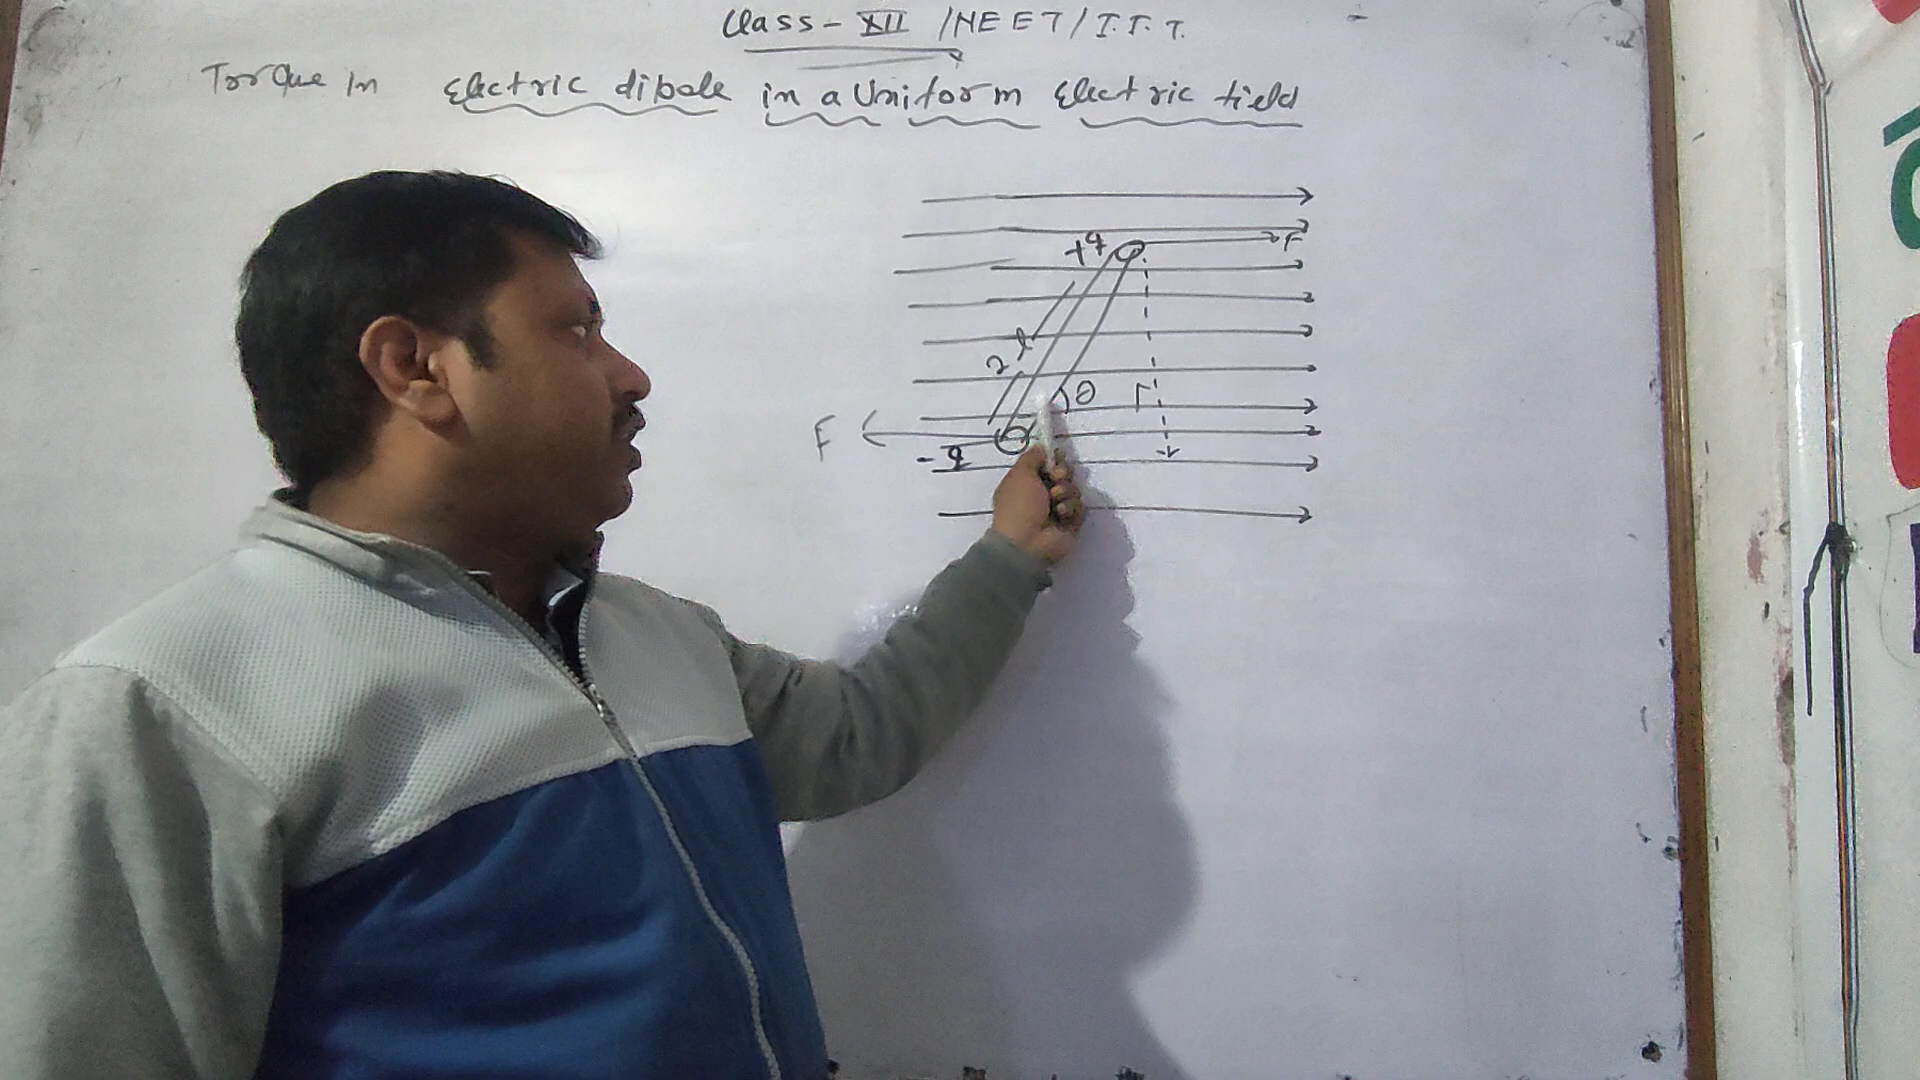 Class - XII / NEET / I.I.T.
Torque in electric dipole in a Uniform Electric field
+q
F
2l
θ
r
F
-q